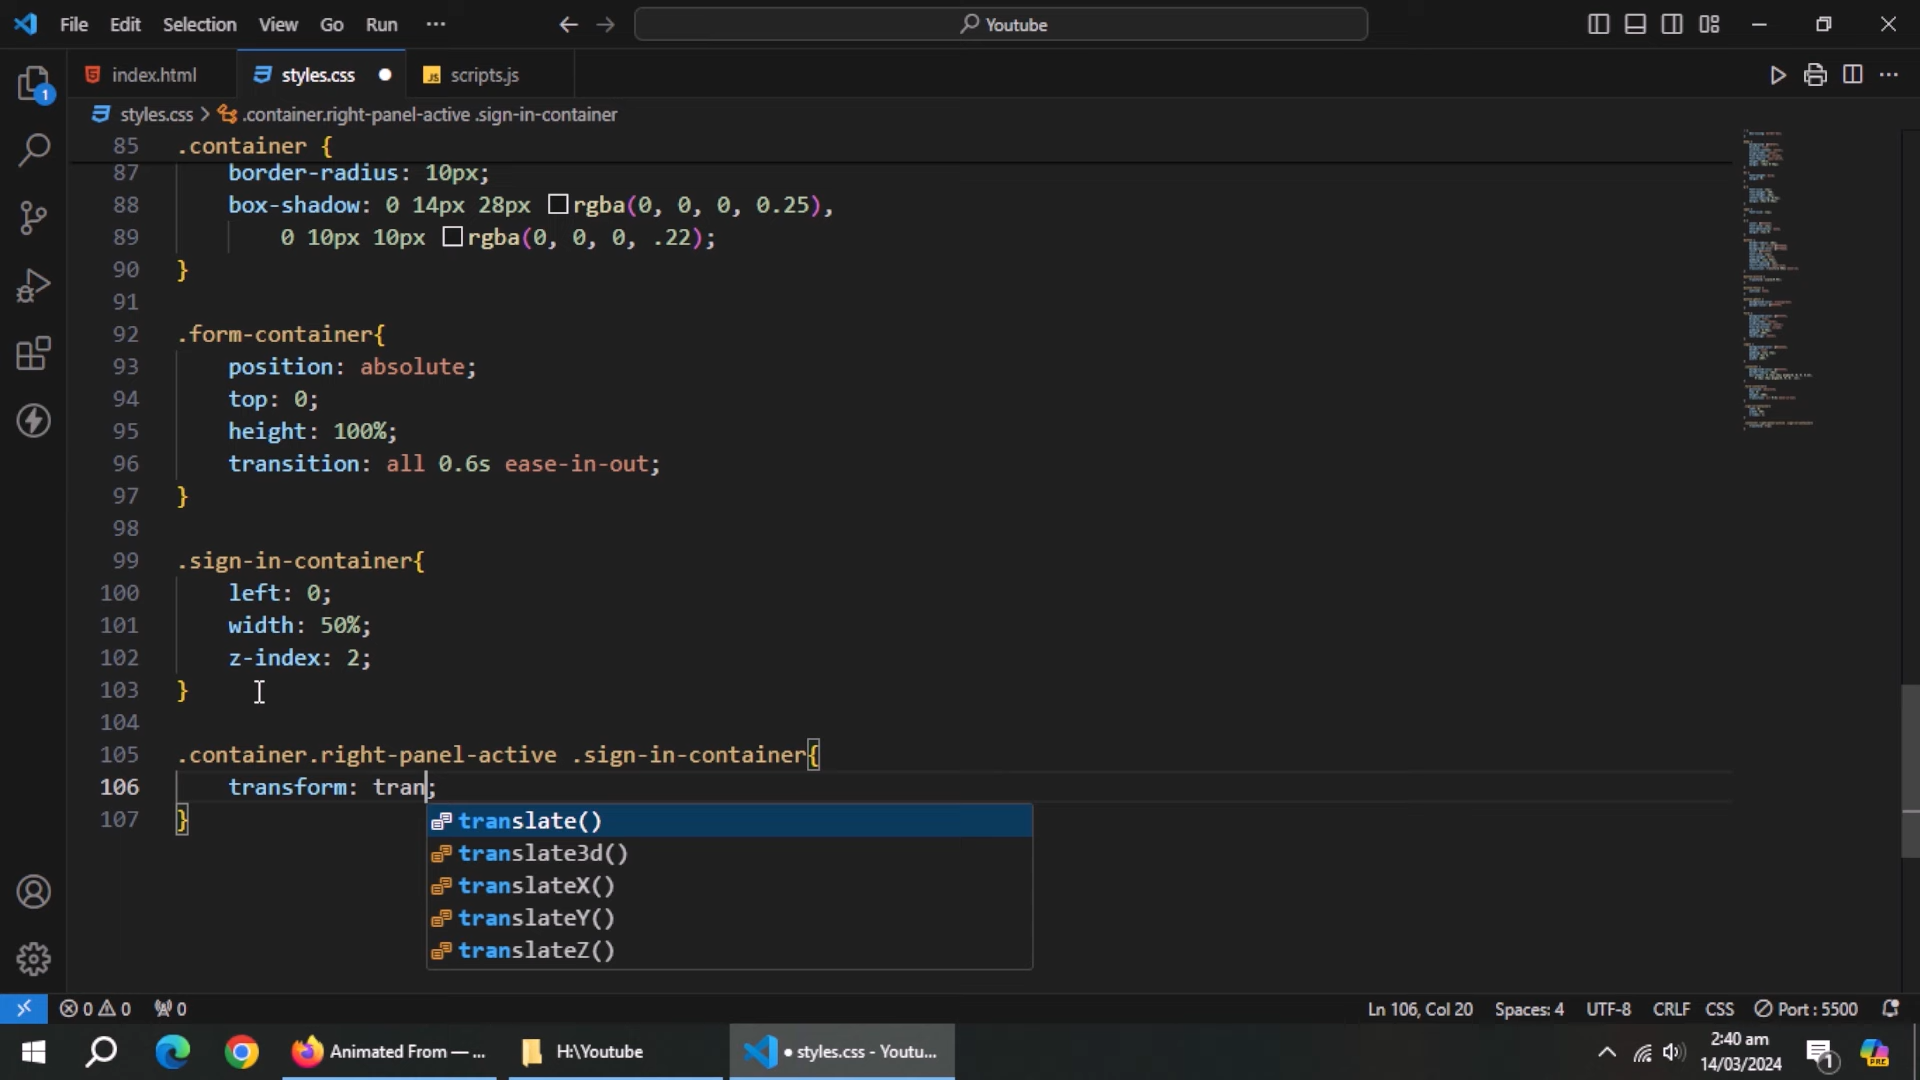 File Edit Selection View Go Run ··· Youtube
index.html styles.css scripts.js
styles.css > .container.right-panel-active .sign-in-container
85 .container {
87 border-radius: 10px;
88 box-shadow: 0 14px 28px rgba(0, 0, 0, 0.25),
89 0 10px 10px rgba(0, 0, 0, .22);
90 }
91
92 .form-container{
93 position: absolute;
94 top: 0;
95 height: 100%;
96 transition: all 0.6s ease-in-out;
97 }
98
99 .sign-in-container{
100 left: 0;
101 width: 50%;
102 z-index: 2;
103 }
104
105 .container.right-panel-active .sign-in-container{
106 transform: tran;
107 }
translate()
translate3d()
translateX()
translateY()
translateZ()
1
0 0 0 Ln 106, Col 20 Spaces: 4 UTF-8 CRLF CSS Port : 5500
Animated From — ... H:\Youtube ● styles.css - Youtu... 2:40 am
14/03/2024 1 PRE